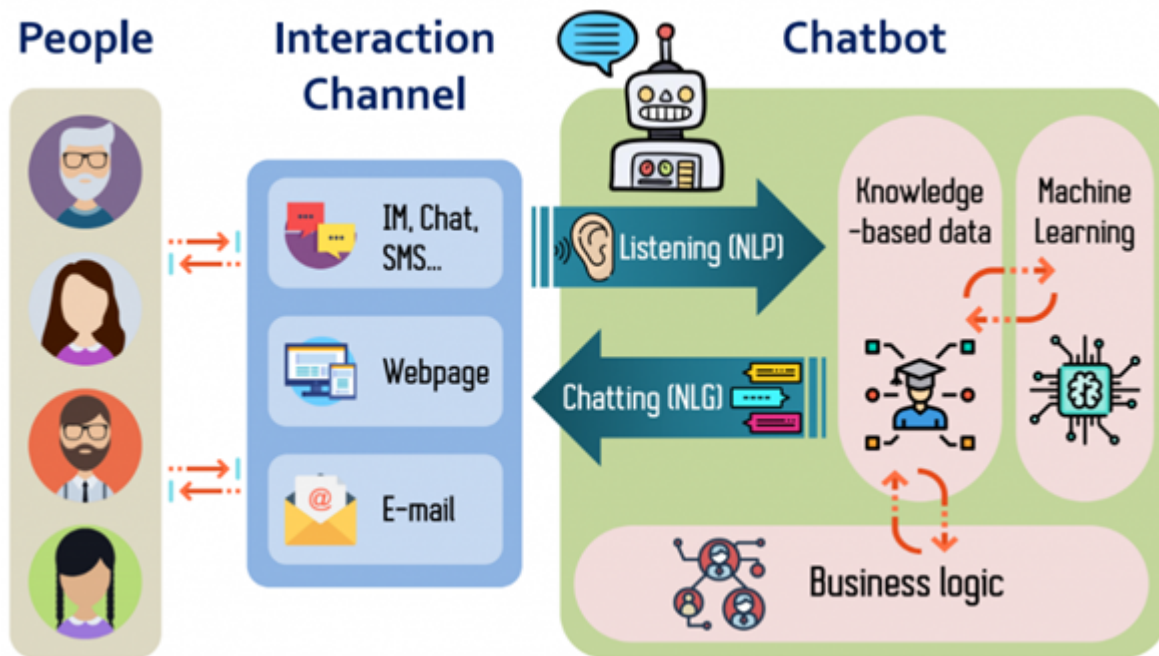 People
Interaction
Channel
Chatbot
IM, Chat,
SMS...
Webpage
@
E-mail
Listening (NLP)
Chatting (NLG)
Knowledge
-based data
Machine
Learning
Business logic